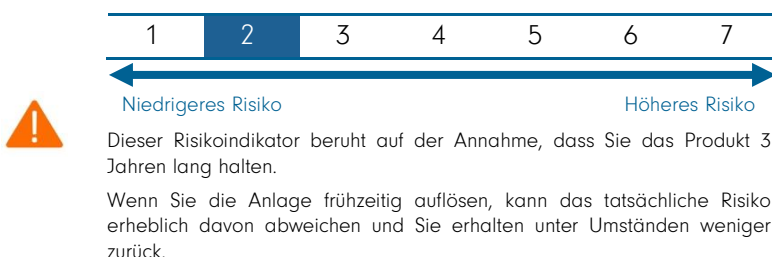 1 2 3 4 5 6 7
Niedrigeres Risiko Höheres Risiko
Dieser Risikoindikator beruht auf der Annahme, dass Sie das Produkt 3
Jahren lang halten.
Wenn Sie die Anlage frühzeitig auflösen, kann das tatsächliche Risiko
erheblich davon abweichen und Sie erhalten unter Umständen weniger
zurück.